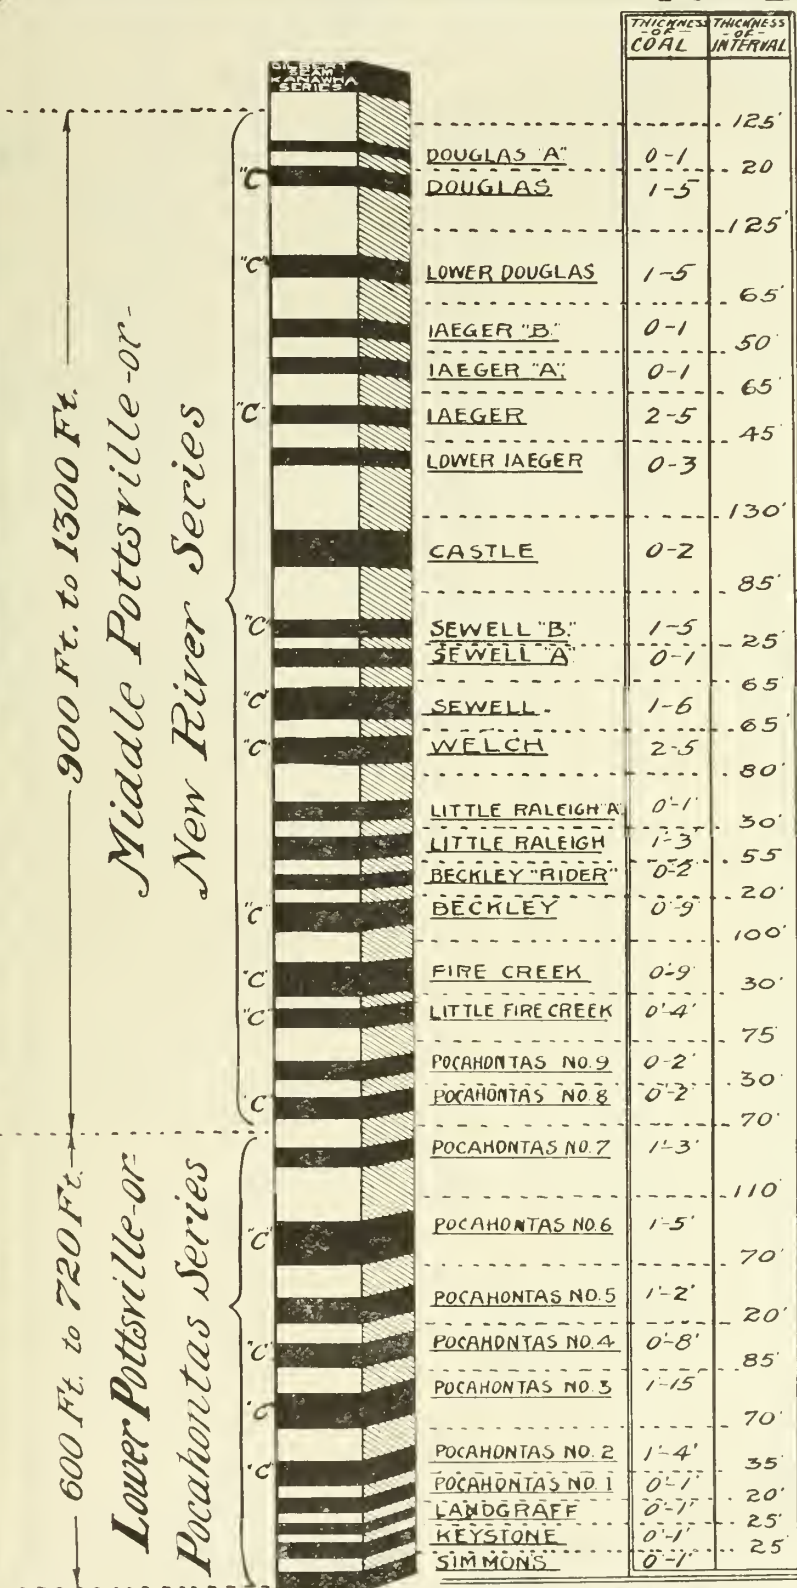 THICKNESS
-OF-
COAL
THICKNESS
-OF-
INTERVAL
GILBERT
SEAM
KANAWHA
SERIES
125'
DOUGLAS "A" 0-1
20
"C" DOUGLAS 1-5
125'
"C" LOWER DOUGLAS 1-5
65'
IAEGER "B" 0-1
50'
IAEGER "A" 0-1
65'
"C" IAEGER 2-5
45'
LOWER IAEGER 0-3
130'
CASTLE 0-2
85'
"C" SEWELL "B" 1-5
25'
SEWELL "A" 0-1
65'
"C" SEWELL 1-6
65'
"C" WELCH 2-5
80'
LITTLE RALEIGH "A" 0'-1'
30'
LITTLE RALEIGH 1-3
55
BECKLEY "RIDER" 0-2
20'
"C" BECKLEY 0'-9
100'
"C" FIRE CREEK 0-9
30'
"C" LITTLE FIRE CREEK 0'-4'
75
POCAHONTAS NO. 9 0-2'
30'
"C" POCAHONTAS NO. 8 0-2'
70'
POCAHONTAS NO. 7 1'-3'
110
"C" POCAHONTAS NO. 6 1'-5'
70'
POCAHONTAS NO. 5 1'-2'
20'
"C" POCAHONTAS NO. 4 0'-8'
85'
"C" POCAHONTAS NO. 3 1'-15
70'
"C" POCAHONTAS NO. 2 1'-4'
35'
POCAHONTAS NO. 1 0'-1'
20'
LANDGRAFF 0'-1'
25'
KEYSTONE 0'-1'
25'
SIMMONS 0'-1'
900 Ft. to 1300 Ft.
Middle Pottsville-or-
New River Series
600 Ft. to 720 Ft.
Lower Pottsville-or-
Pocahontas Series